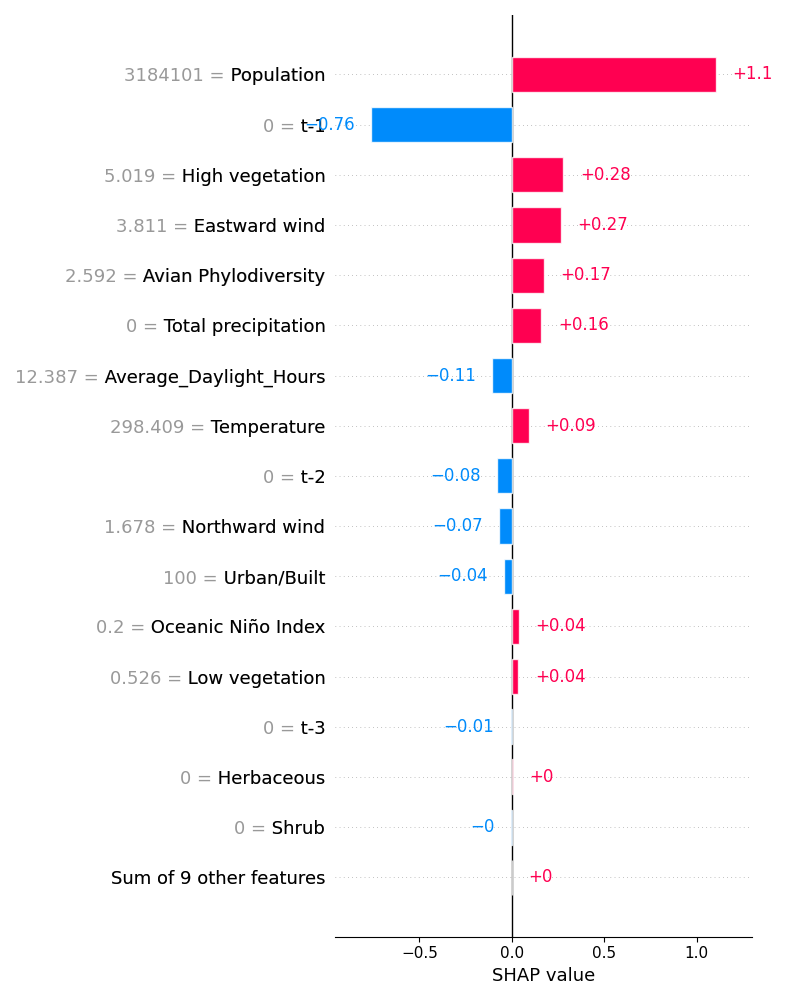 3184101 = Population +1.1
0 = t-1 −0.76
5.019 = High vegetation +0.28
3.811 = Eastward wind +0.27
2.592 = Avian Phylodiversity +0.17
0 = Total precipitation +0.16
12.387 = Average_Daylight_Hours −0.11
298.409 = Temperature +0.09
0 = t-2 −0.08
1.678 = Northward wind −0.07
100 = Urban/Built −0.04
0.2 = Oceanic Niño Index +0.04
0.526 = Low vegetation +0.04
0 = t-3 −0.01
0 = Herbaceous +0
0 = Shrub −0
Sum of 9 other features +0
−0.5 0.0 0.5 1.0
SHAP value